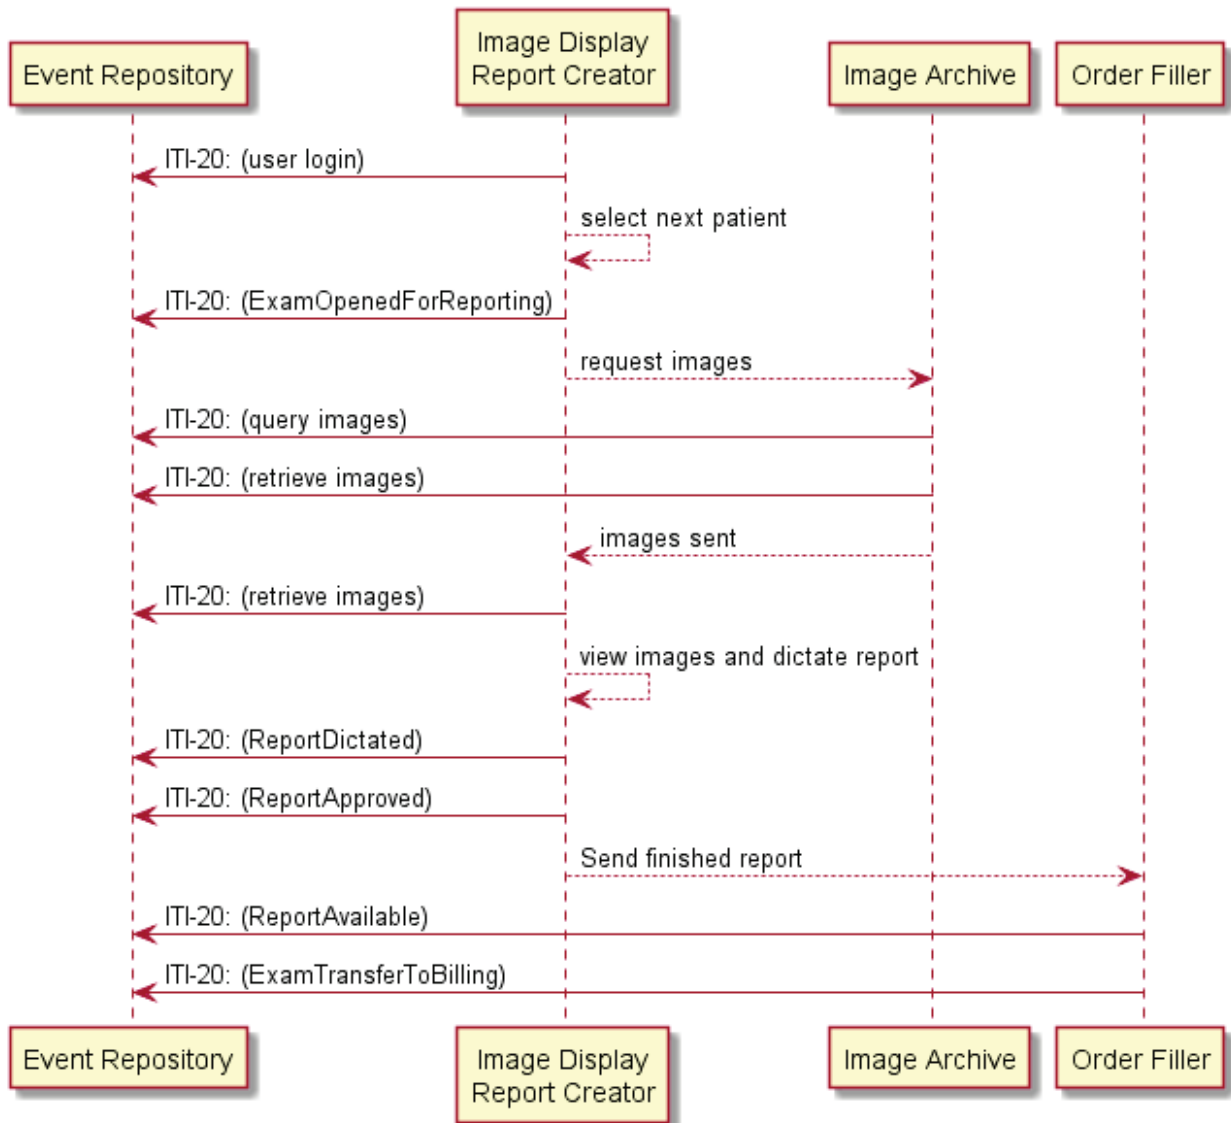 Event Repository
Image Display
Report Creator
Image Archive
Order Filler
ITI-20: (user login)
select next patient
ITI-20: (ExamOpenedForReporting)
request images
ITI-20: (query images)
ITI-20: (retrieve images)
images sent
ITI-20: (retrieve images)
view images and dictate report
ITI-20: (ReportDictated)
ITI-20: (ReportApproved)
Send finished report
ITI-20: (ReportAvailable)
ITI-20: (ExamTransferToBilling)
Event Repository
Image Display
Report Creator
Image Archive
Order Filler